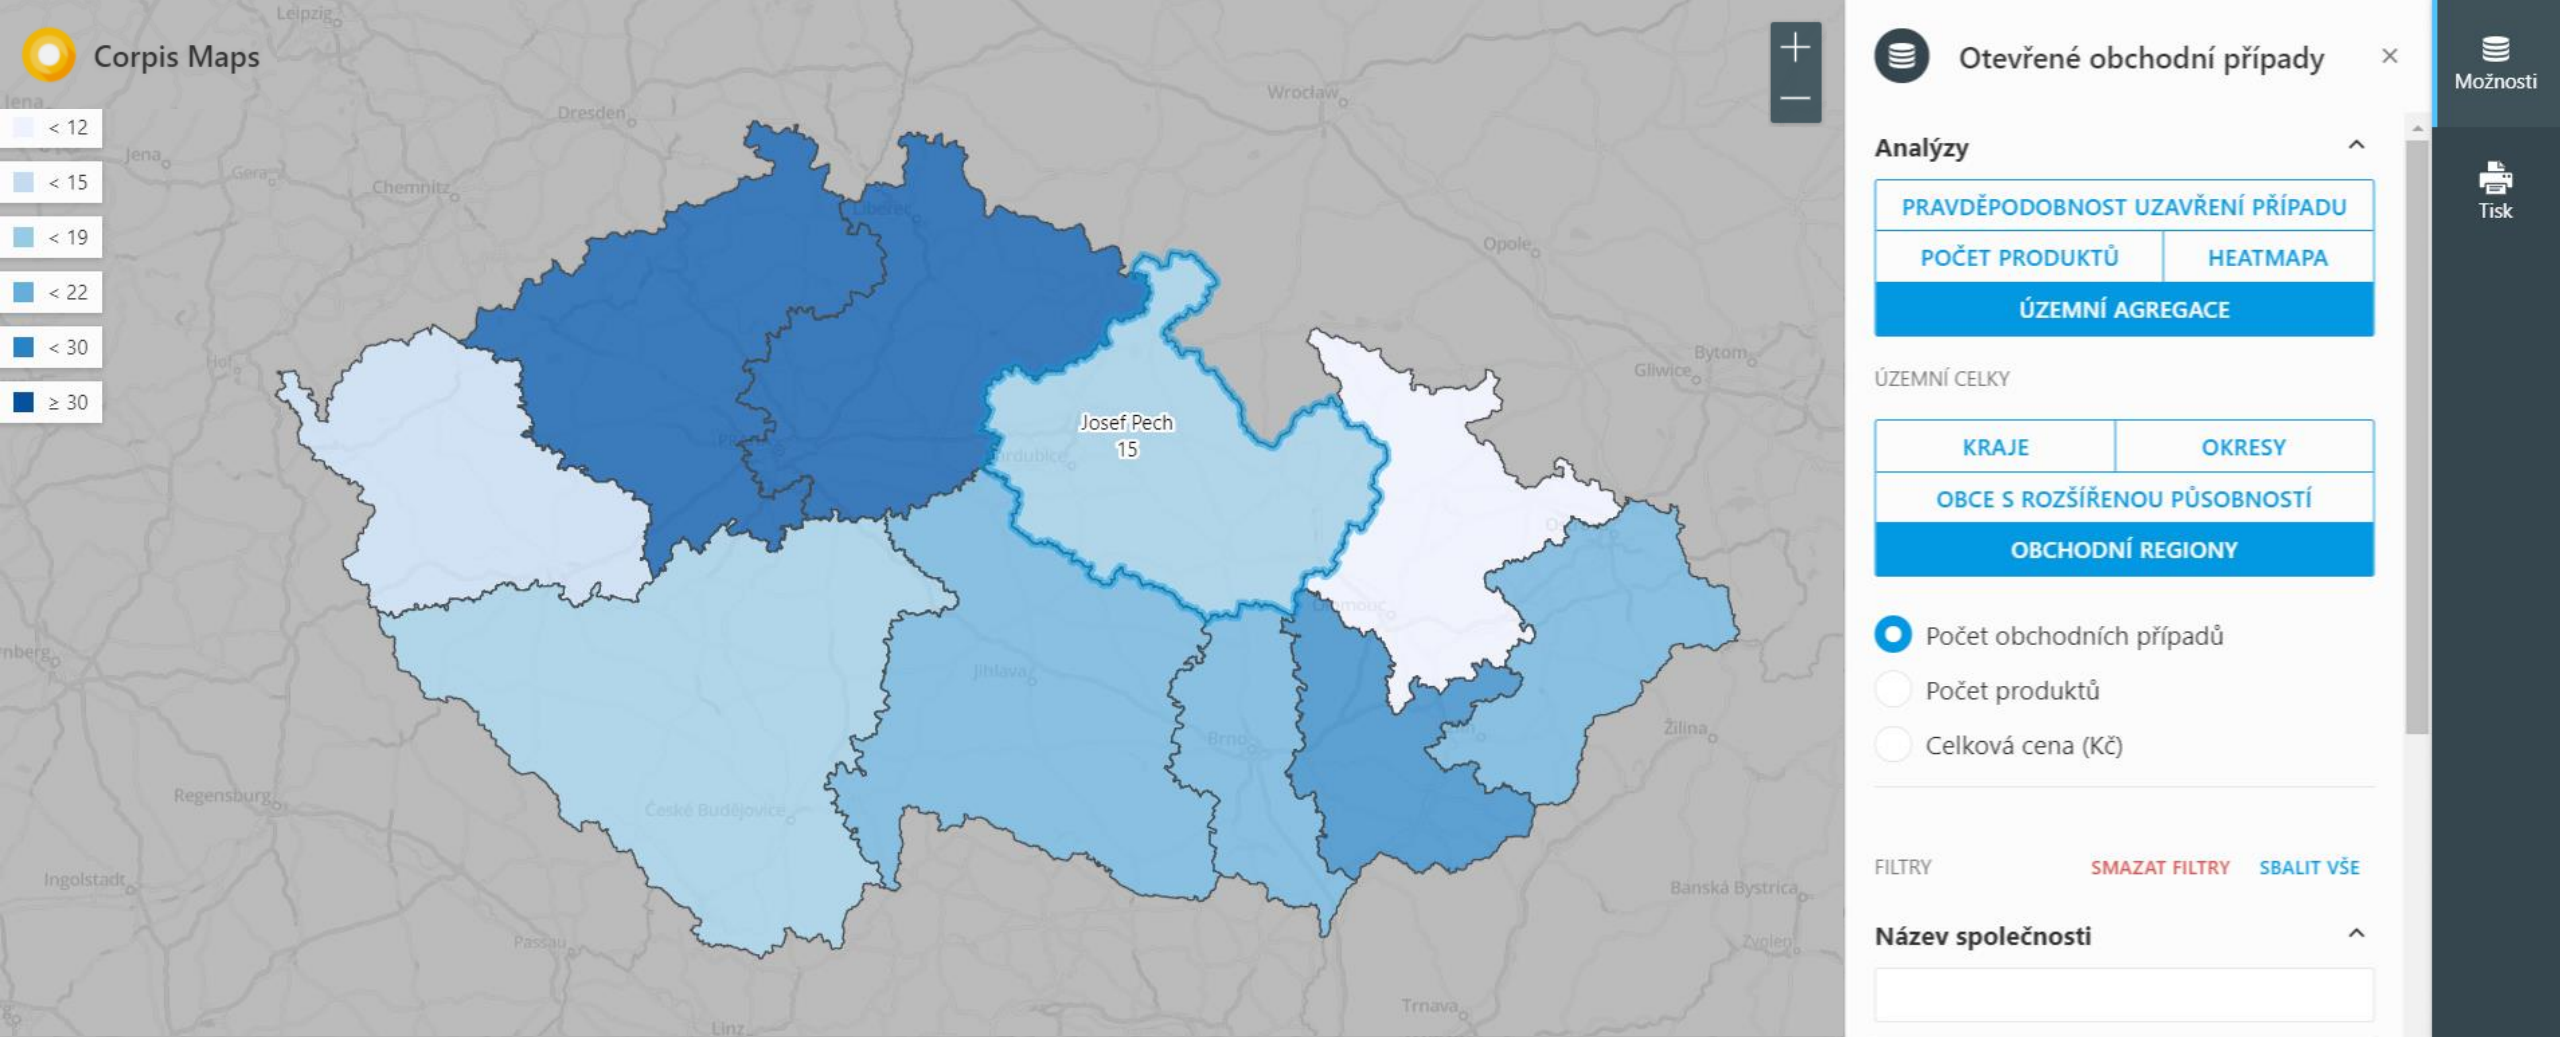 Leipzig
Corpis Maps
Jena
< 12
< 15
< 19
< 22
< 30
≥ 30
Dresden
Wrocław
Jena
Gera
Chemnitz
Liberec
Opole
Hof
Bytom
Gliwice
Josef Pech
15
Olomouc
Jihlava
Brno
Žilina
České Budějovice
Regensburg
Ingolstadt
Banská Bystrica
Passau
Zvolen
Trnava
Linz
Otevřené obchodní případy
Analýzy
PRAVDĚPODOBNOST UZAVŘENÍ PŘÍPADU
POČET PRODUKTŮ
HEATMAPA
ÚZEMNÍ AGREGACE
ÚZEMNÍ CELKY
KRAJE
OKRESY
OBCE S ROZŠÍŘENOU PŮSOBNOSTÍ
OBCHODNÍ REGIONY
Počet obchodních případů
Počet produktů
Celková cena (Kč)
FILTRY
SMAZAT FILTRY
SBALIT VŠE
Název společnosti
Možnosti
Tisk